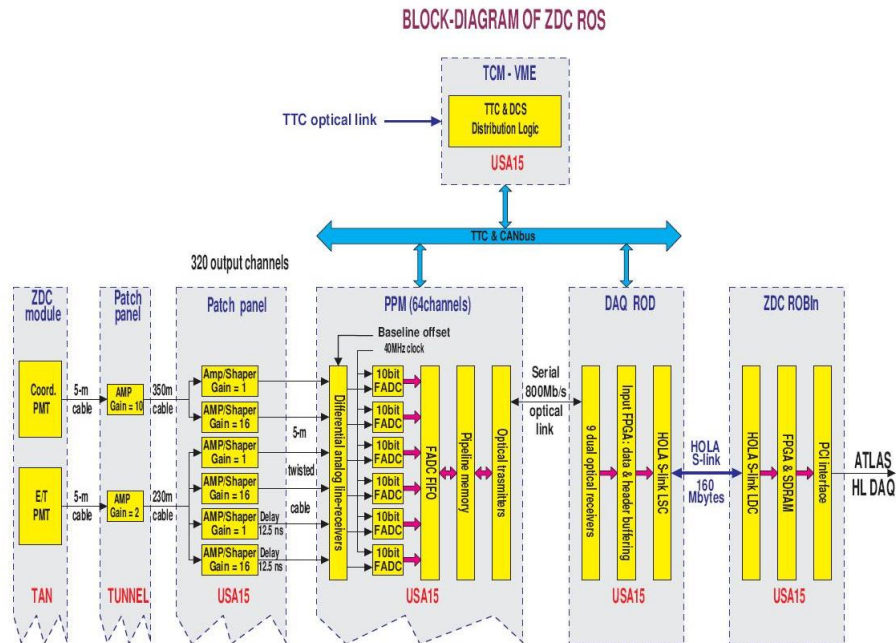 BLOCK-DIAGRAM OF ZDC ROS
TCM - VME
TTC optical link
TTC & DCS
Distribution Logic
USA15
TTC & CANbus
320 output channels
ZDC
module
Coord.
PMT
E/T
PMT
TAN
5-m
cable
5-m
cable
Patch
panel
AMP
Gain = 10
AMP
Gain = 2
TUNNEL
350m
cable
230m
cable
Patch panel
Amp/Shaper
Gain = 1
AMP/Shaper
Gain = 16
AMP/Shaper
Gain = 1
AMP/Shaper
Gain = 16
AMP/Shaper
Gain = 1
Delay
12.5 ns
AMP/Shaper
Gain = 16
Delay
12.5 ns
USA15
5-m
twisted
cable
PPM (64channels)
Baseline offset
40MHz clock
Differential analog line-receivers
10bit
FADC
10bit
FADC
10bit
FADC
10bit
FADC
10bit
FADC
10bit
FADC
FADC FIFO
Pipeline memory
Optical trasmitters
USA15
Serial
800Mb/s
optical
link
DAQ ROD
9 dual optical receivers
Input FPGA: data &
header buffering
HOLA S-link LSC
USA15
HOLA
S-link
160
Mbytes
ZDC ROBIn
HOLA S-link LDC
FPGA & SDRAM
PCI interface
USA15
ATLAS
HL DAQ